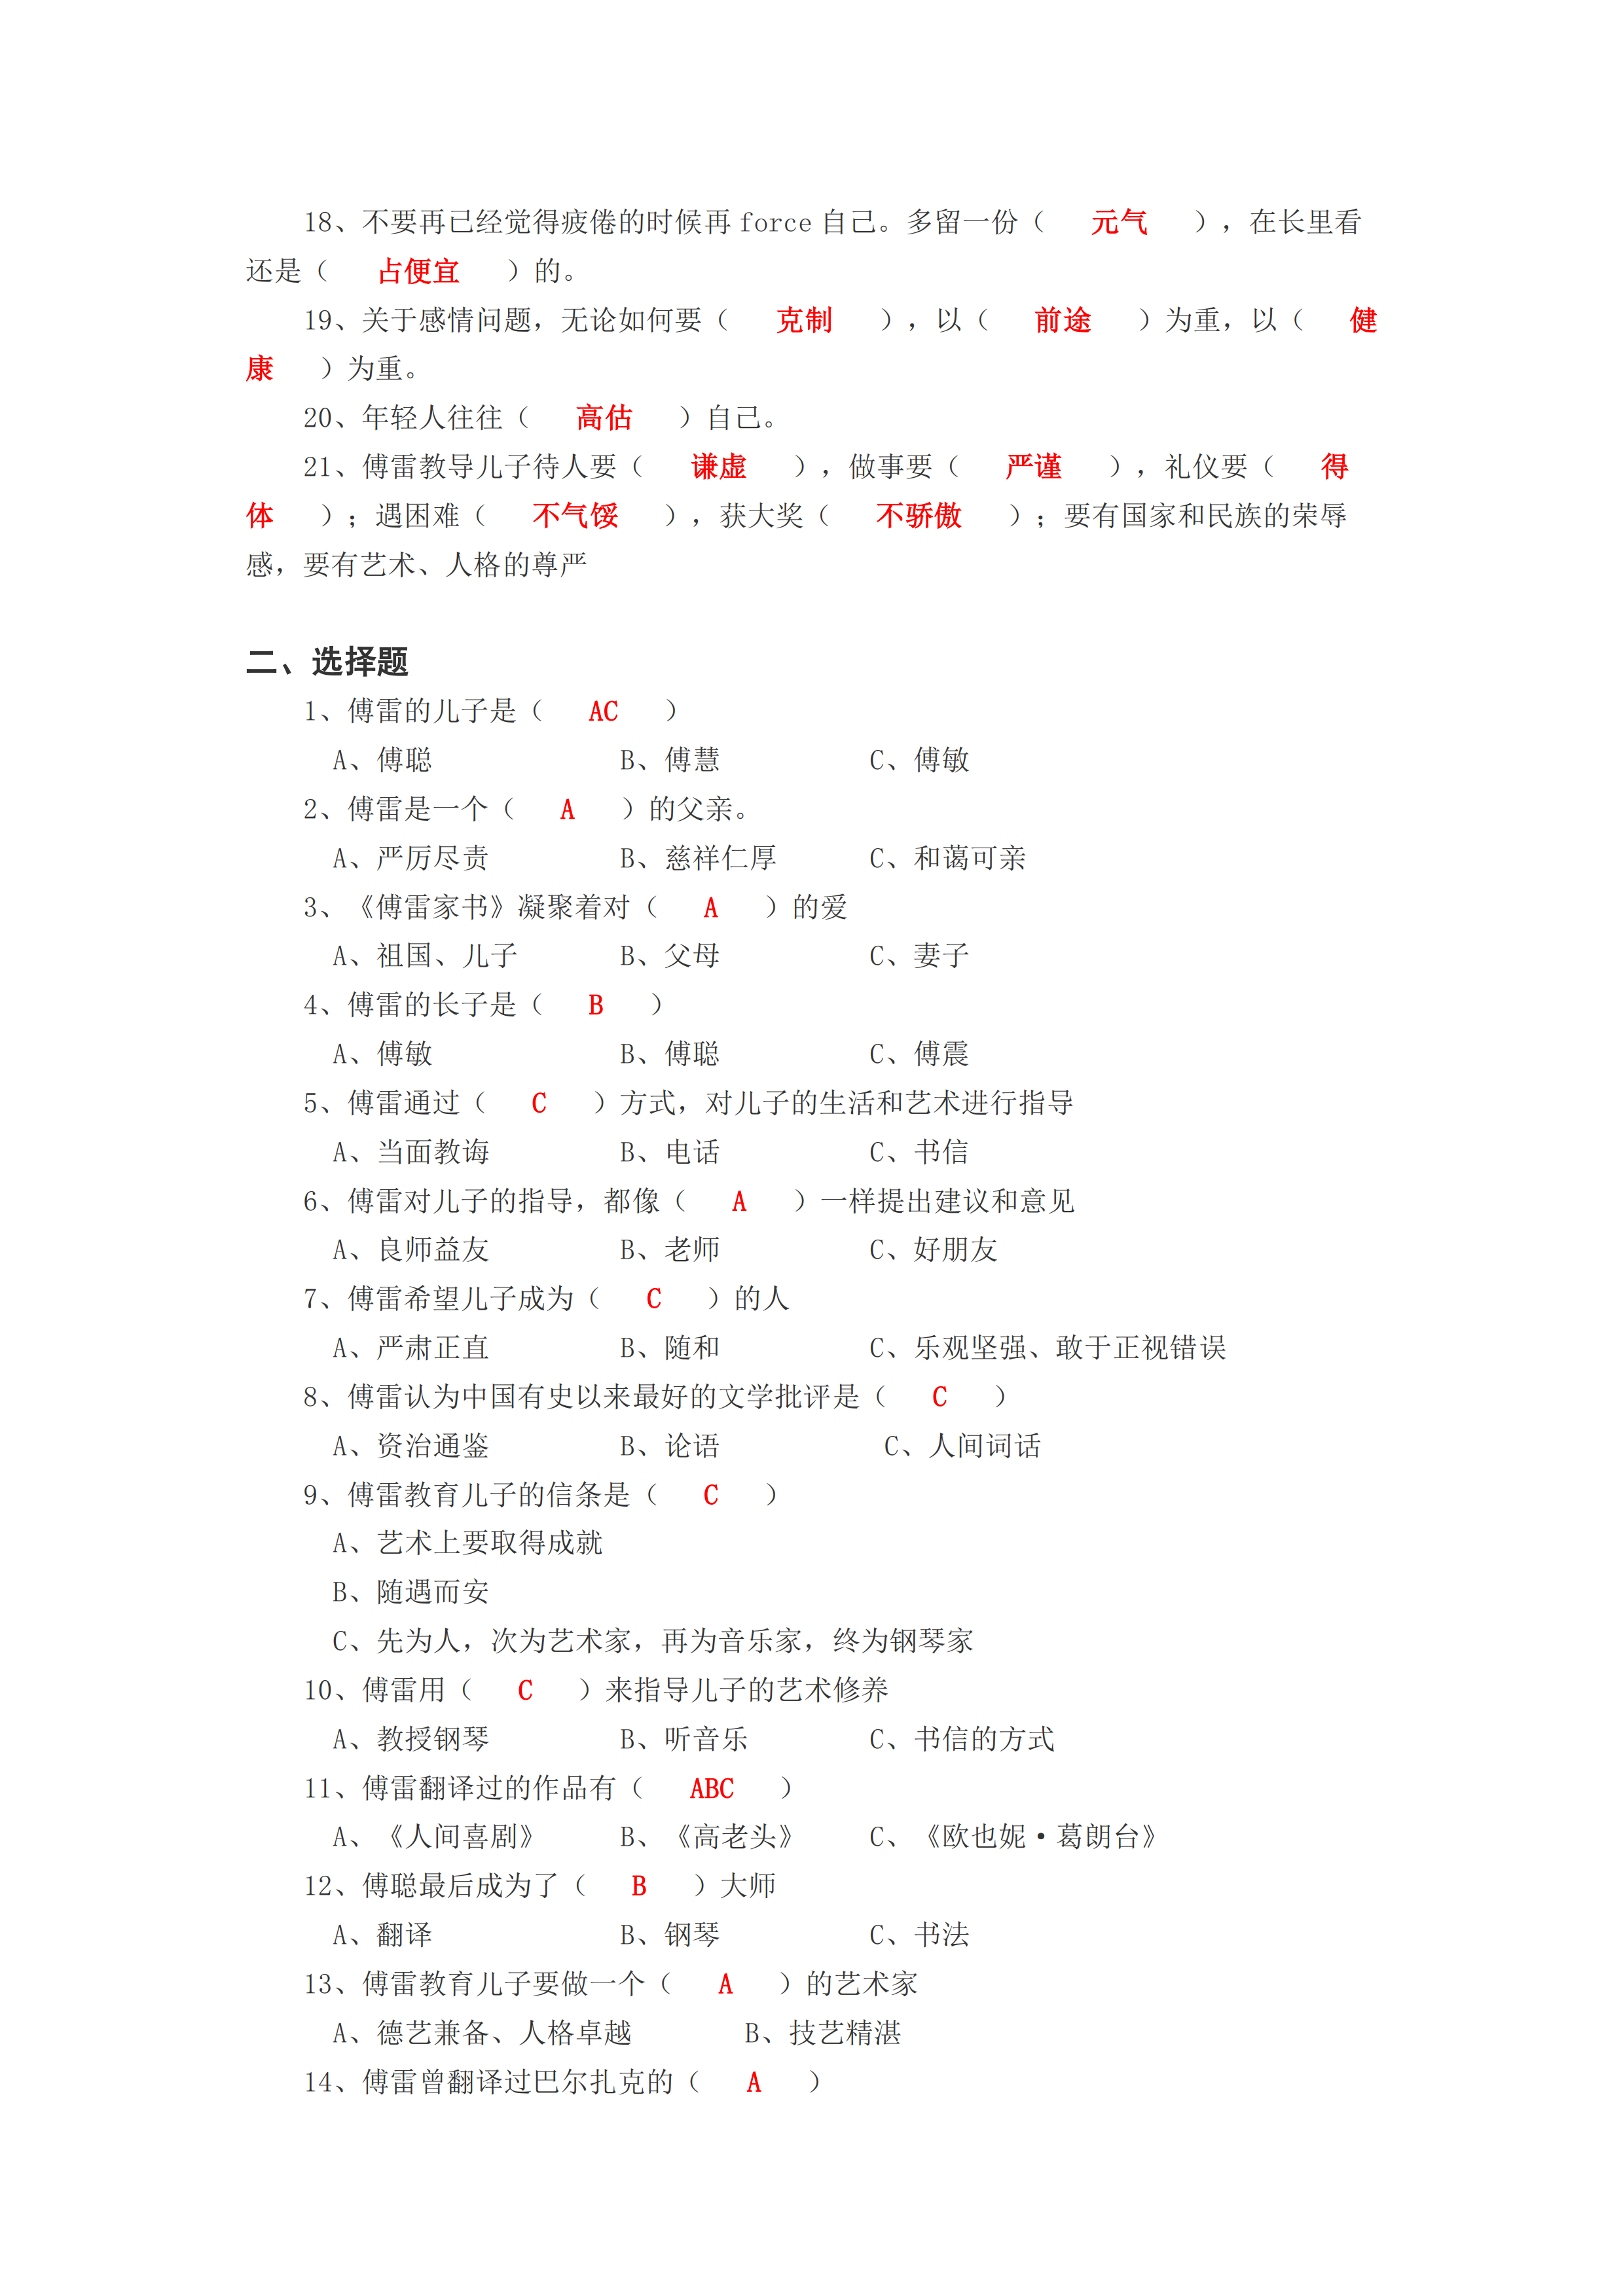 18、不要再已经觉得疲倦的时候再 force 自己。多留一份（ 元气 ），在长里看
还是（ 占便宜 ）的。
19、关于感情问题，无论如何要（ 克制 ），以（ 前途 ）为重，以（ 健
康 ）为重。
20、年轻人往往（ 高估 ）自己。
21、傅雷教导儿子待人要（ 谦虚 ），做事要（ 严谨 ），礼仪要（ 得
体 ）；遇困难（ 不气馁 ），获大奖（ 不骄傲 ）；要有国家和民族的荣辱
感，要有艺术、人格的尊严
二、选择题
1、傅雷的儿子是（ AC ）
A、傅聪 B、傅慧 C、傅敏
2、傅雷是一个（ A ）的父亲。
A、严厉尽责 B、慈祥仁厚 C、和蔼可亲
3、《傅雷家书》凝聚着对（ A ）的爱
A、祖国、儿子 B、父母 C、妻子
4、傅雷的长子是（ B ）
A、傅敏 B、傅聪 C、傅震
5、傅雷通过（ C ）方式，对儿子的生活和艺术进行指导
A、当面教诲 B、电话 C、书信
6、傅雷对儿子的指导，都像（ A ）一样提出建议和意见
A、良师益友 B、老师 C、好朋友
7、傅雷希望儿子成为（ C ）的人
A、严肃正直 B、随和 C、乐观坚强、敢于正视错误
8、傅雷认为中国有史以来最好的文学批评是（ C ）
A、资治通鉴 B、论语 C、人间词话
9、傅雷教育儿子的信条是（ C ）
A、艺术上要取得成就
B、随遇而安
C、先为人，次为艺术家，再为音乐家，终为钢琴家
10、傅雷用（ C ）来指导儿子的艺术修养
A、教授钢琴 B、听音乐 C、书信的方式
11、傅雷翻译过的作品有（ ABC ）
A、《人间喜剧》 B、《高老头》 C、《欧也妮·葛朗台》
12、傅聪最后成为了（ B ）大师
A、翻译 B、钢琴 C、书法
13、傅雷教育儿子要做一个（ A ）的艺术家
A、德艺兼备、人格卓越 B、技艺精湛
14、傅雷曾翻译过巴尔扎克的（ A ）